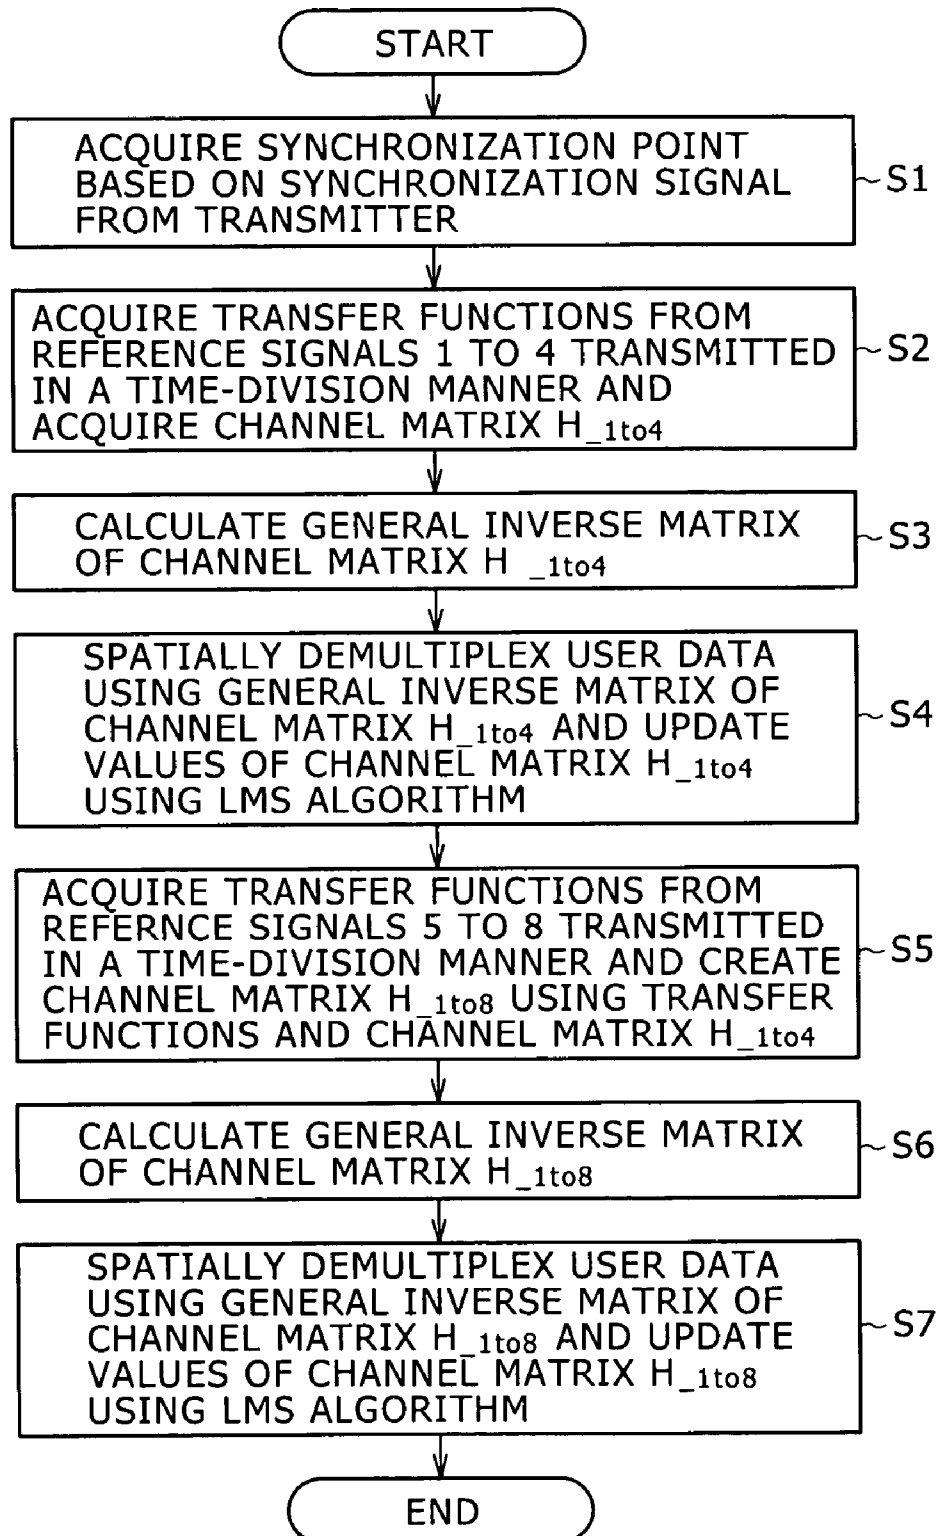 START
ACQUIRE SYNCHRONIZATION POINT
BASED ON SYNCHRONIZATION SIGNAL
FROM TRANSMITTER
S1
ACQUIRE TRANSFER FUNCTIONS FROM
REFERENCE SIGNALS 1 TO 4 TRANSMITTED
IN A TIME-DIVISION MANNER AND
ACQUIRE CHANNEL MATRIX H_1to4
S2
CALCULATE GENERAL INVERSE MATRIX
OF CHANNEL MATRIX H _1to4
S3
SPATIALLY DEMULTIPLEX USER DATA
USING GENERAL INVERSE MATRIX OF
CHANNEL MATRIX H_1to4 AND UPDATE
VALUES OF CHANNEL MATRIX H_1to4
USING LMS ALGORITHM
S4
ACQUIRE TRANSFER FUNCTIONS FROM
REFERNCE SIGNALS 5 TO 8 TRANSMITTED
IN A TIME-DIVISION MANNER AND CREATE
CHANNEL MATRIX H_1to8 USING TRANSFER
FUNCTIONS AND CHANNEL MATRIX H_1to4
S5
CALCULATE GENERAL INVERSE MATRIX
OF CHANNEL MATRIX H_1to8
S6
SPATIALLY DEMULTIPLEX USER DATA
USING GENERAL INVERSE MATRIX OF
CHANNEL MATRIX H_1to8 AND UPDATE
VALUES OF CHANNEL MATRIX H_1to8
USING LMS ALGORITHM
S7
END